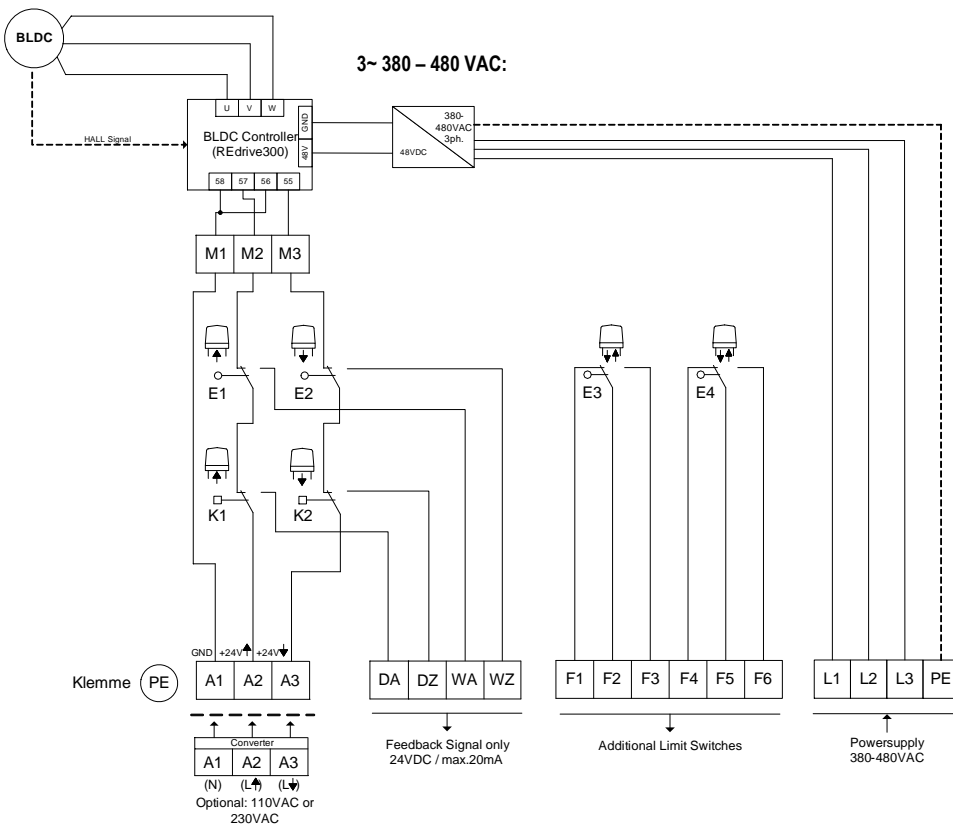 BLDC
3~ 380 – 480 VAC:
U V W
GND
48V
BLDC Controller
(REdrive300)
HALL Signal
380-
480VAC
3ph.
48VDC
58 57 56 55
M1 M2 M3
E1 E2 E3 E4
K1 K2
GND +24V +24V
Klemme PE
A1 A2 A3
DA DZ WA WZ
F1 F2 F3 F4 F5 F6
L1 L2 L3 PE
Converter
A1 A2 A3
(N) (L) (L)
Optional: 110VAC or
230VAC
Feedback Signal only
24VDC / max.20mA
Additional Limit Switches
Powersupply
380-480VAC